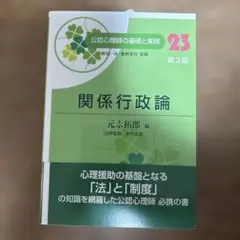 公認心理師の基礎と実践
23
第3版
関係行政論
元永拓郎 編
心理援助の基盤となる
「法」と「制度」
の知識を網羅した公認心理師 必携の書